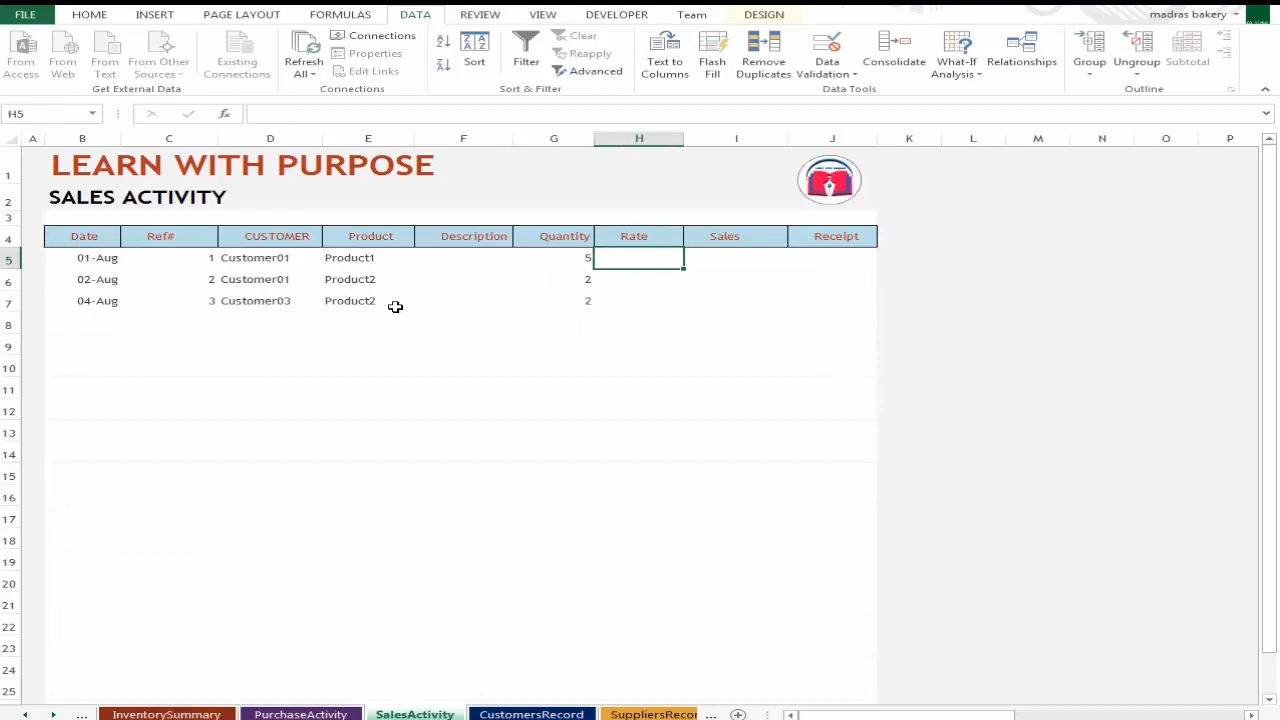 FILE HOME INSERT PAGE LAYOUT FORMULAS DATA REVIEW VIEW DEVELOPER Team DESIGN madras bakery
From Access
From Web
From Text
From Other Sources
Existing Connections
Get External Data
Refresh All
Connections
Properties
Edit Links
Connections
Sort
Filter
Clear
Reapply
Advanced
Sort & Filter
Text to Columns
Flash Fill
Remove Duplicates
Data Validation
Consolidate
What-If Analysis
Relationships
Data Tools
Group
Ungroup
Subtotal
Outline
H5
A B C D E F G H I J K L M N O P
1 LEARN WITH PURPOSE
2 SALES ACTIVITY
3
4 Date Ref# CUSTOMER Product Description Quantity Rate Sales Receipt
5 01-Aug 1 Customer01 Product1 5
6 02-Aug 2 Customer01 Product2 2
7 04-Aug 3 Customer03 Product2 2
8
9
10
11
12
13
14
15
16
17
18
19
20
21
22
23
24
25
... InventorySummary PurchaseActivity SalesActivity CustomersRecord SuppliersRecor ...